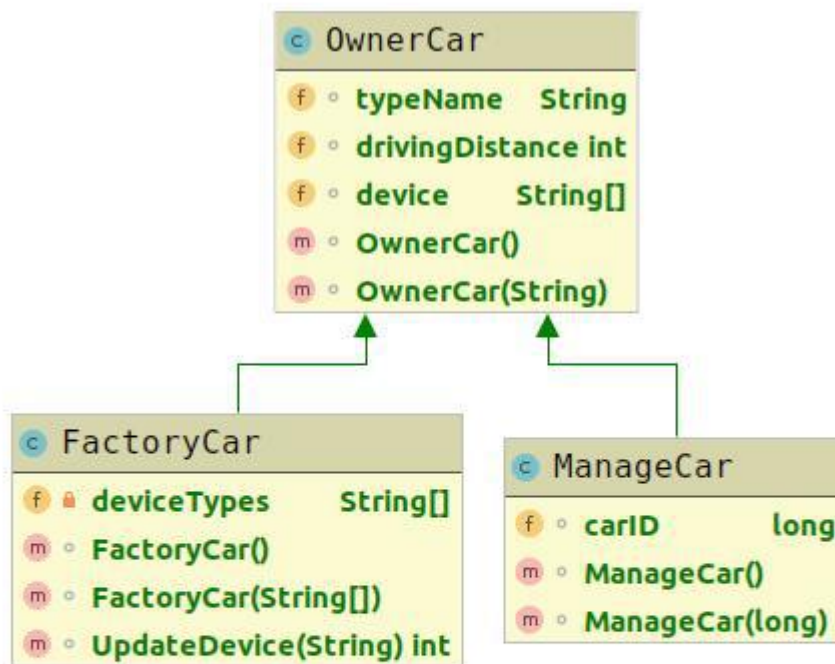 c OwnerCar
f typeName String
f drivingDistance int
f device String[]
m OwnerCar()
m OwnerCar(String)
c FactoryCar
f deviceTypes String[]
m FactoryCar()
m FactoryCar(String[])
m UpdateDevice(String) int
c ManageCar
f carID long
m ManageCar()
m ManageCar(long)